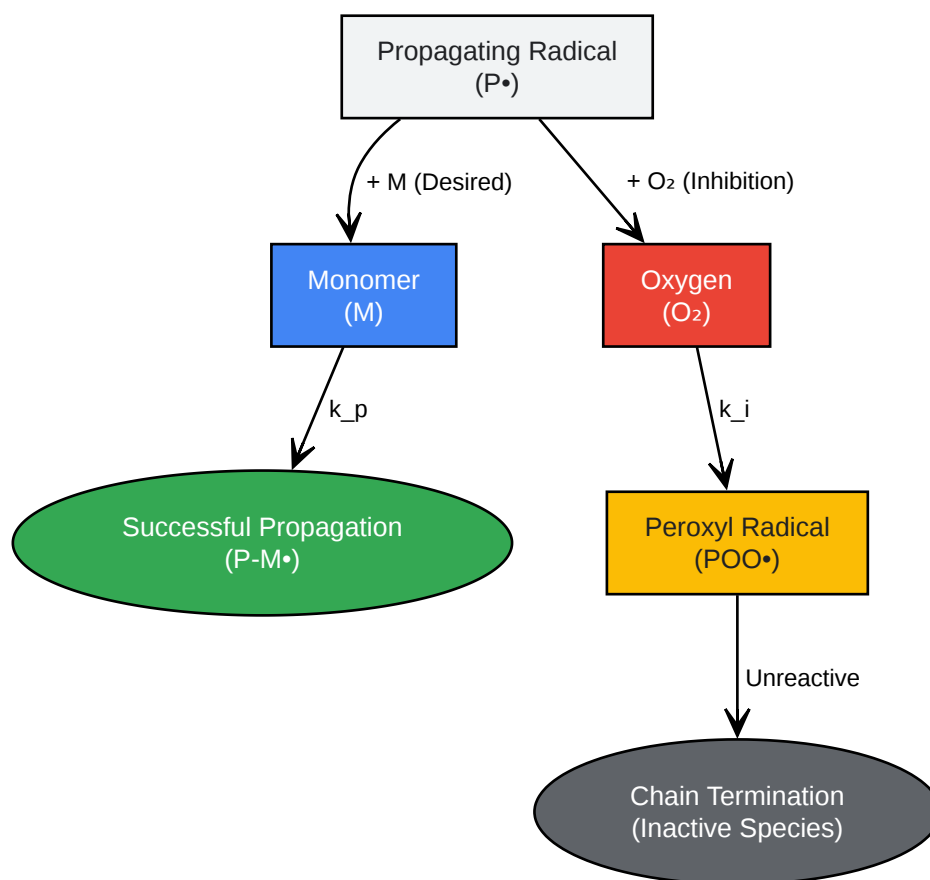 Propagating Radical
(P•)
+ M (Desired)
+ O₂ (Inhibition)
Monomer
(M)
Oxygen
(O₂)
k_p
k_i
Successful Propagation
(P-M•)
Peroxyl Radical
(POO•)
Unreactive
Chain Termination
(Inactive Species)